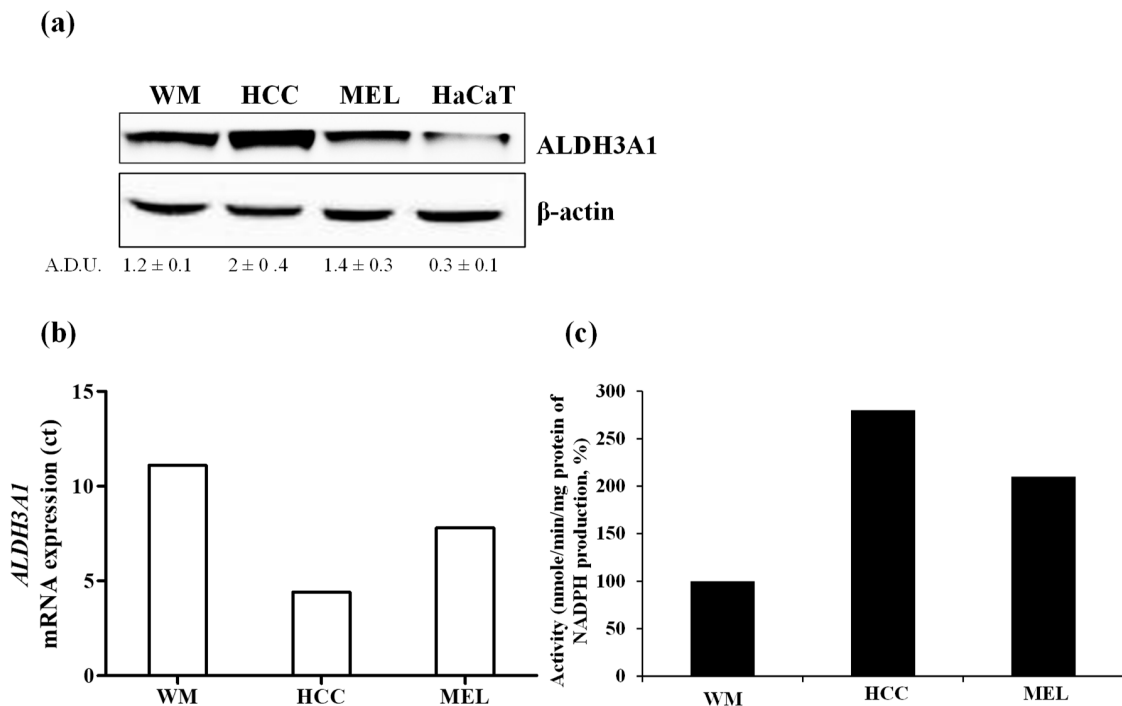 (a)
WM HCC MEL HaCaT
ALDH3A1
β-actin
A.D.U. 1.2 ± 0.1 2 ± 0 .4 1.4 ± 0.3 0.3 ± 0.1
(b)
ALDH3A1
mRNA expression (ct)
15
10
5
0
WM HCC MEL
(c)
Activity (nmole/min/mg protein of
NADPH production, %)
300
250
200
150
100
50
0
WM HCC MEL